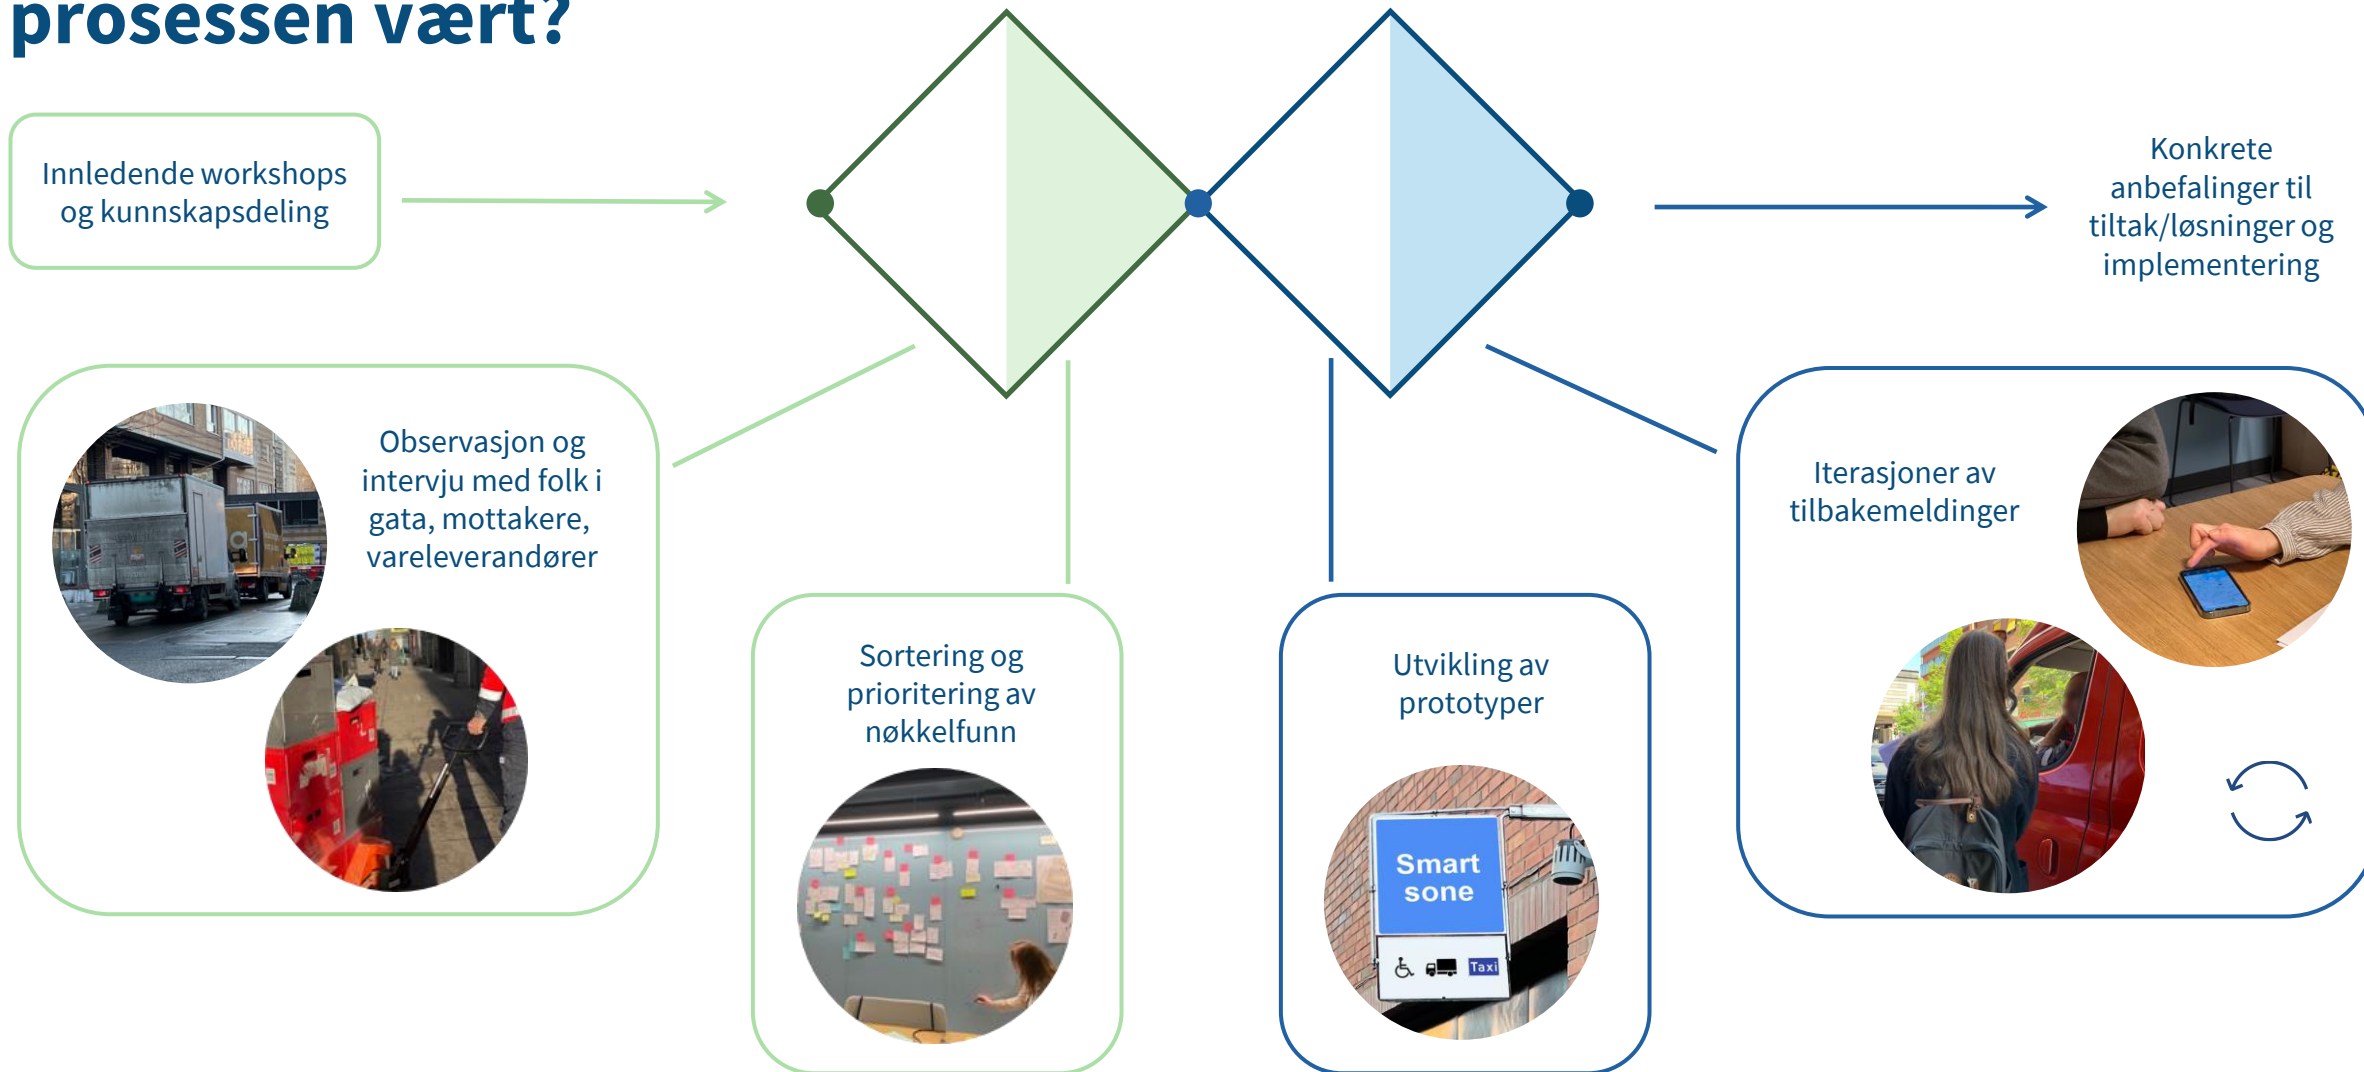 prosessen vært?
Innledende workshops
og kunnskapsdeling
Konkrete
anbefalinger til
tiltak/løsninger og
implementering
Observasjon og
intervju med folk i
gata, mottakere,
vareleverandører
Sortering og
prioritering av
nøkkelfunn
Utvikling av
prototyper
Smart
sone
Taxi
Iterasjoner av
tilbakemeldinger